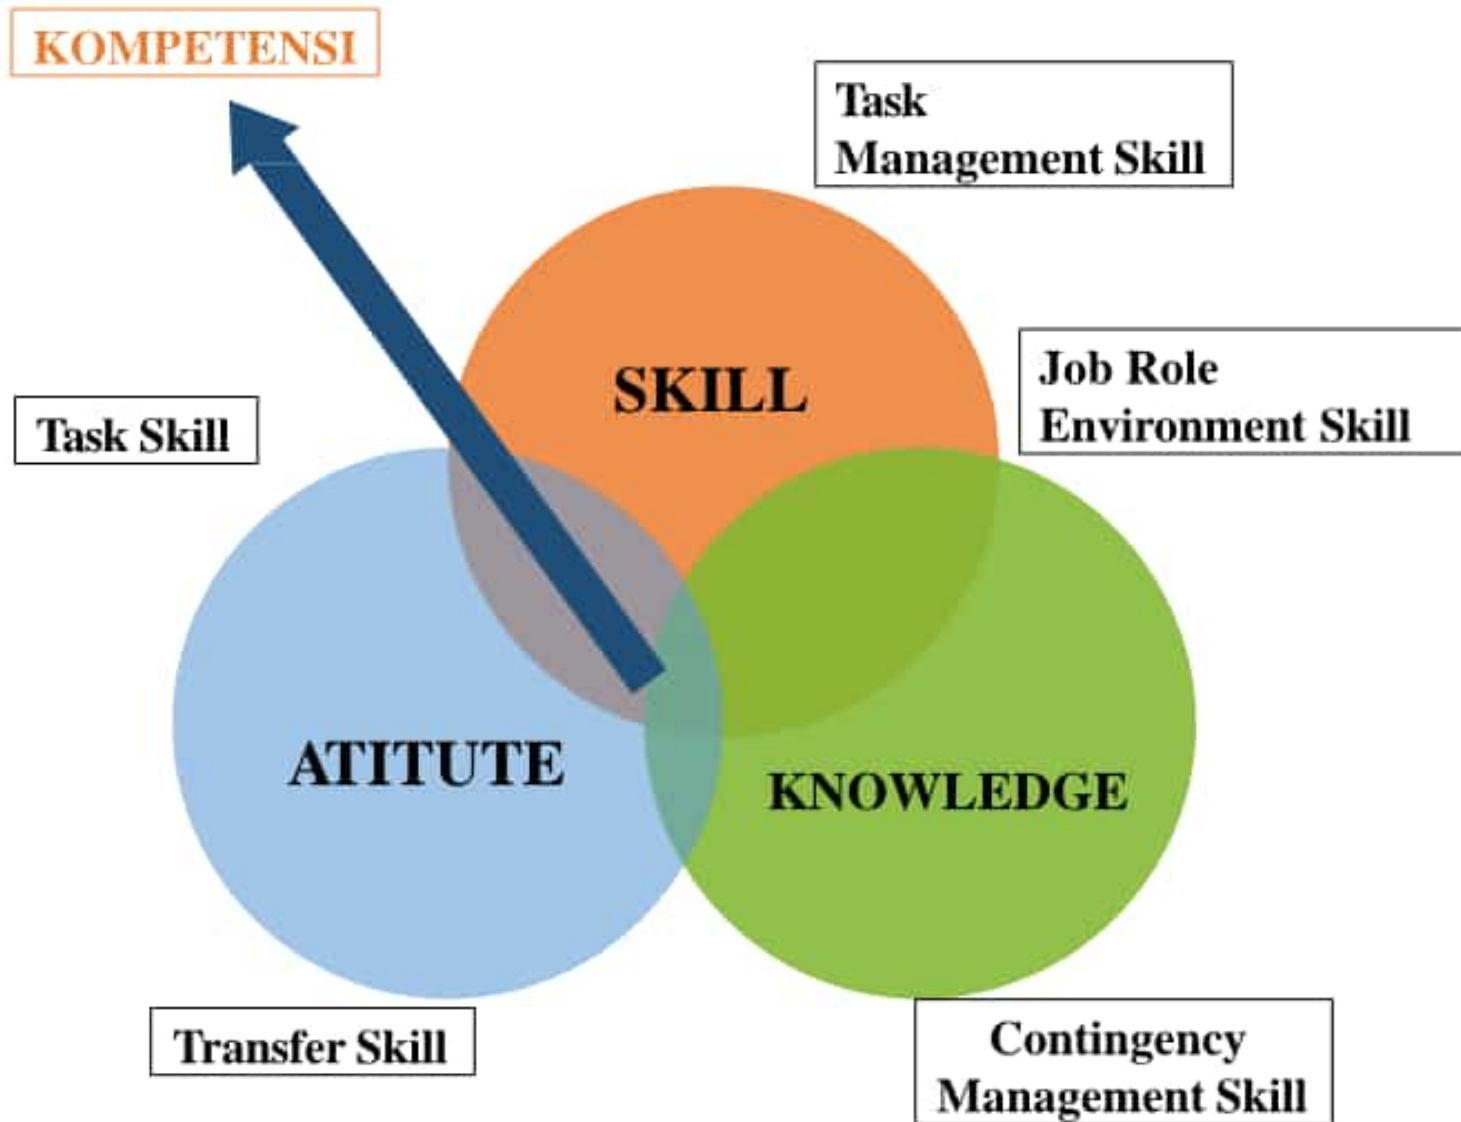 KOMPETENSI
Task
Management Skill
SKILL
Job Role
Environment Skill
Task Skill
ATITUTE
KNOWLEDGE
Transfer Skill
Contingency
Management Skill